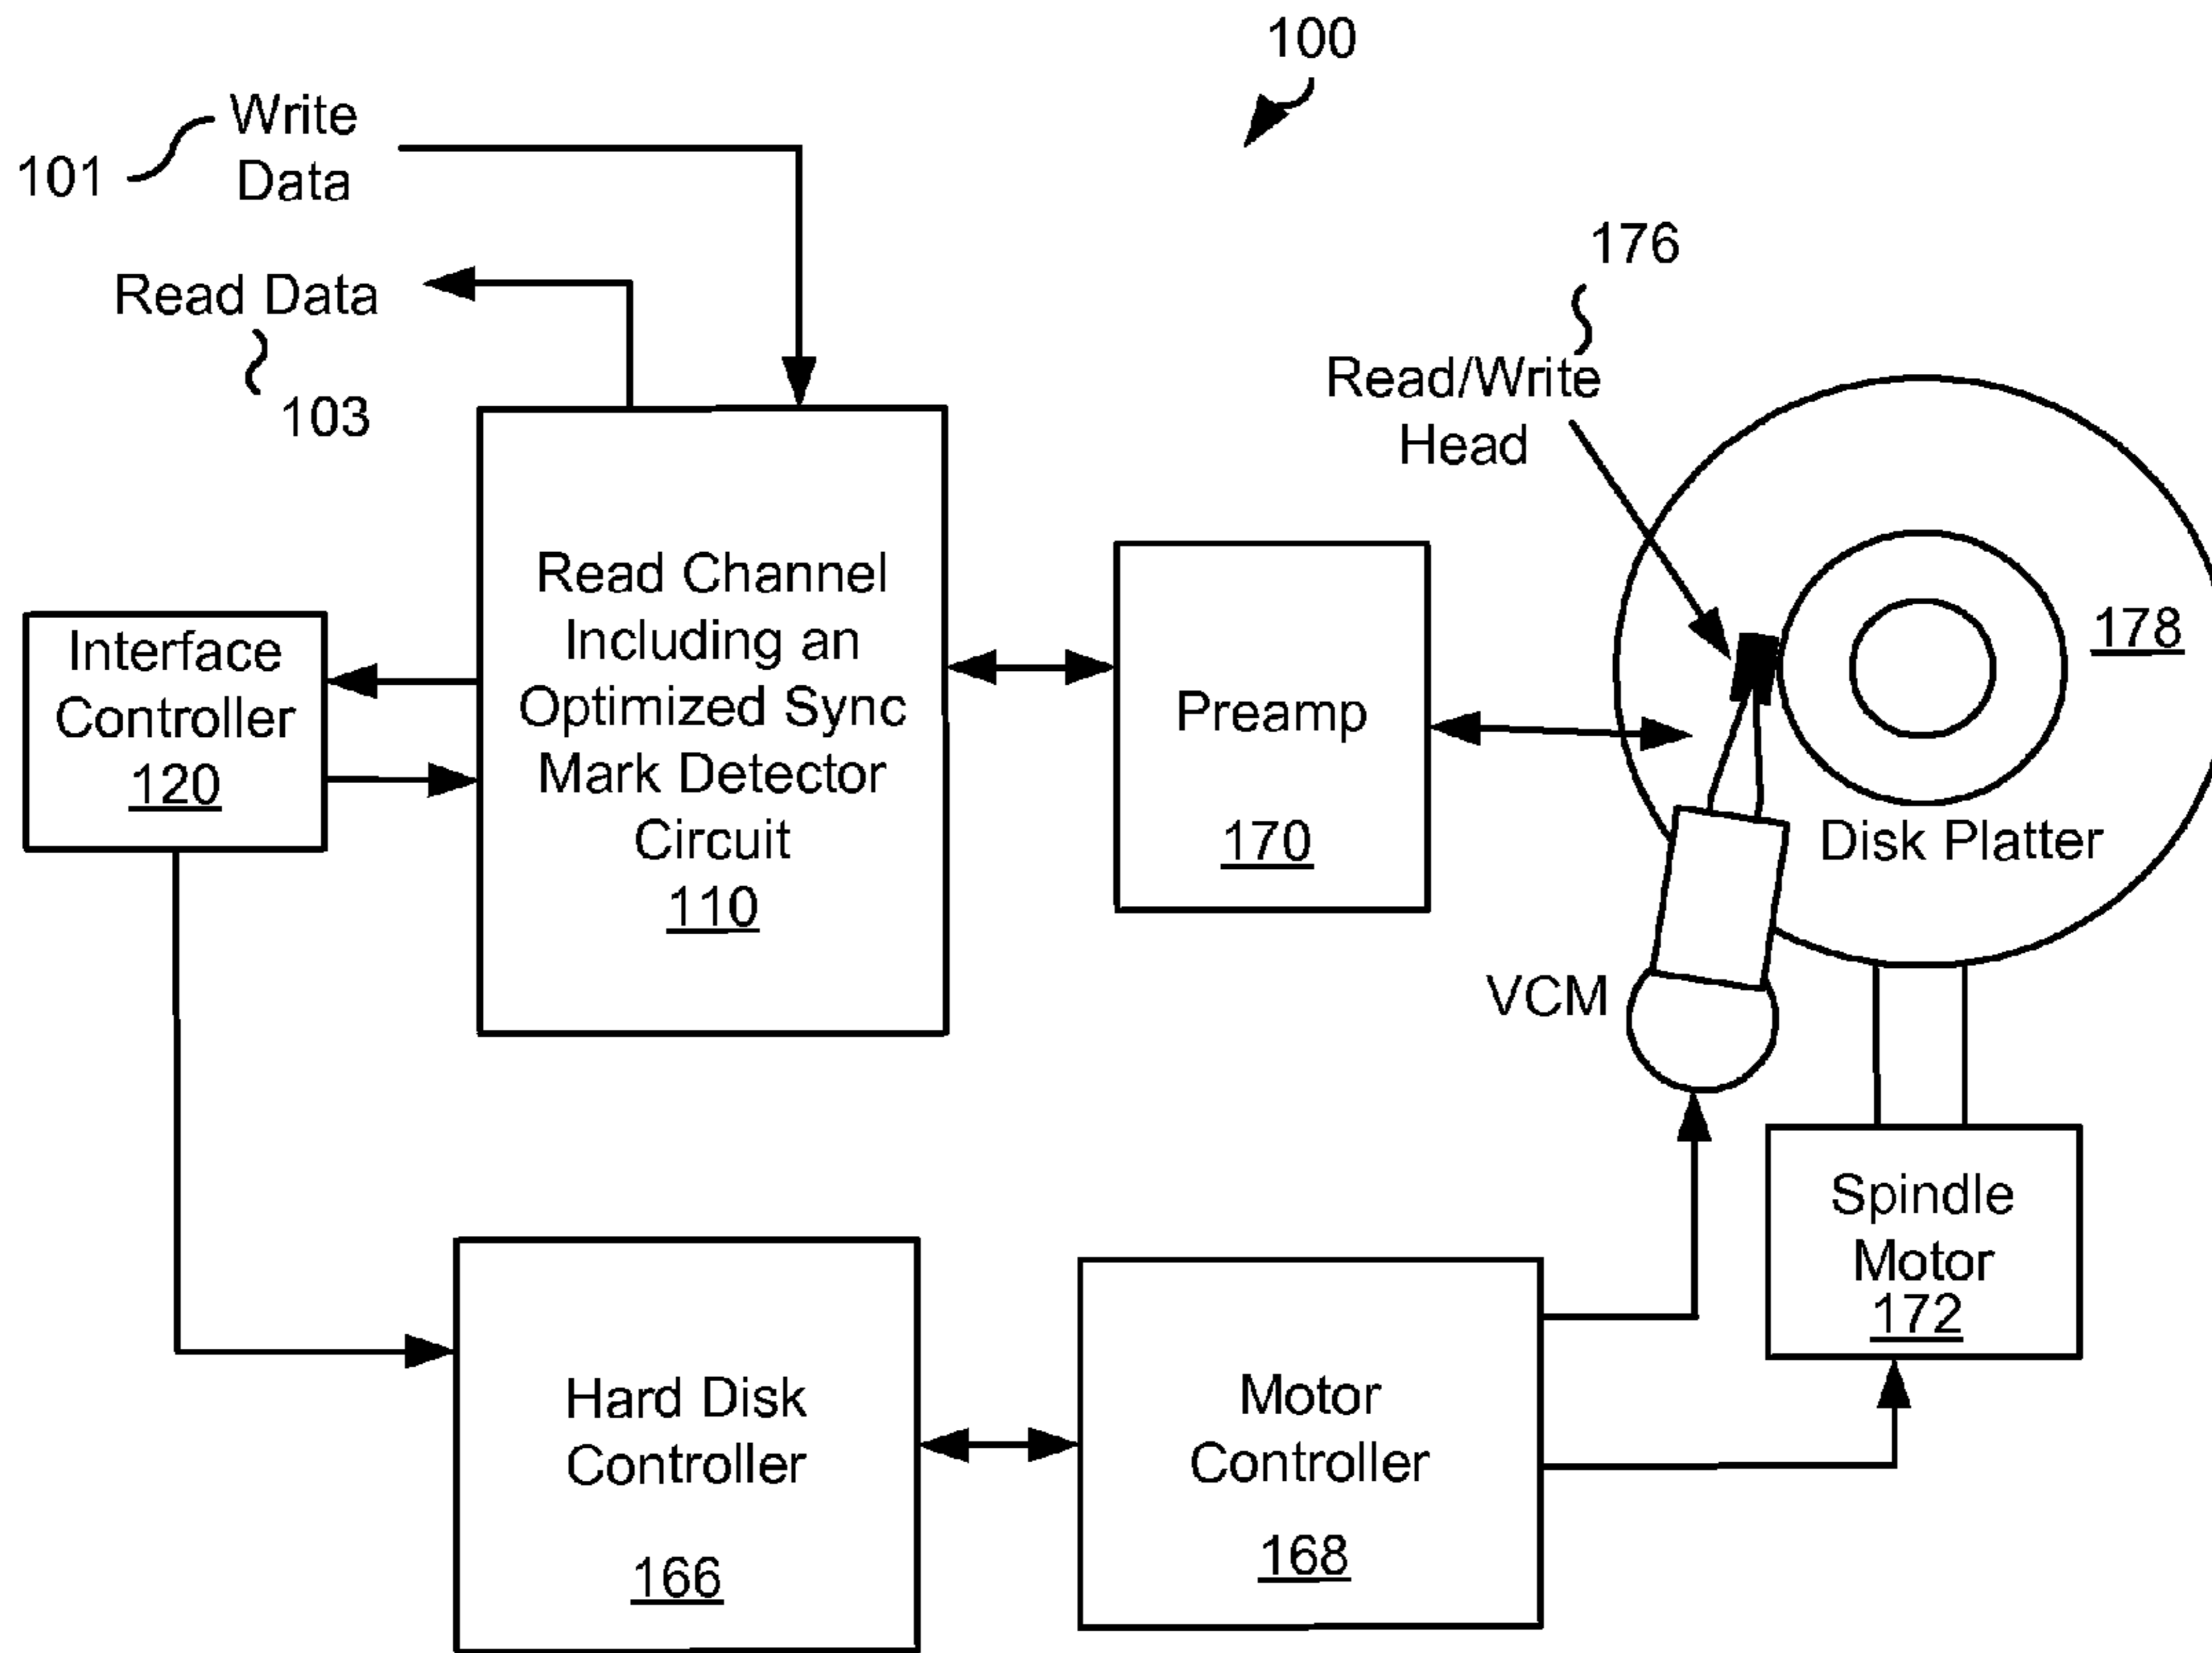 100
Write
Data
101
Read Data
103
176
Read/Write
Head
Read Channel
Including an
Optimized Sync
Mark Detector
Circuit
110
Interface
Controller
120
Preamp
170
178
Disk Platter
VCM
Spindle
Motor
172
Hard Disk
Controller
166
Motor
Controller
168